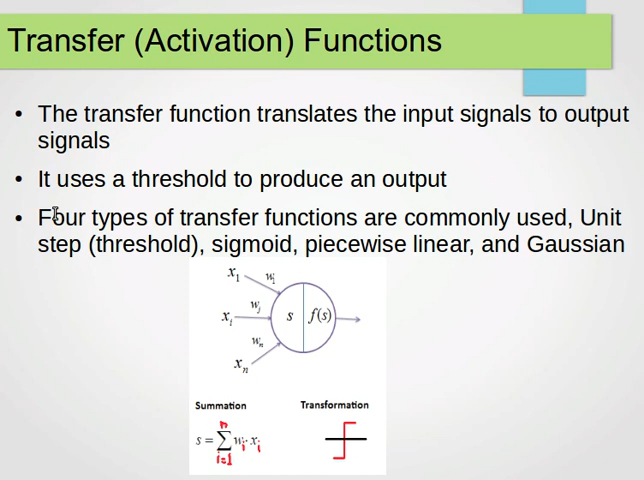 Transfer (Activation) Functions
• The transfer function translates the input signals to output
signals
• It uses a threshold to produce an output
• Four types of transfer functions are commonly used, Unit
step (threshold), sigmoid, piecewise linear, and Gaussian
x₁ w₁
xᵢ wⱼ s f(s)
xₙ wₙ
Summation Transformation
n
s = ∑ wᵢ · xᵢ
i=1